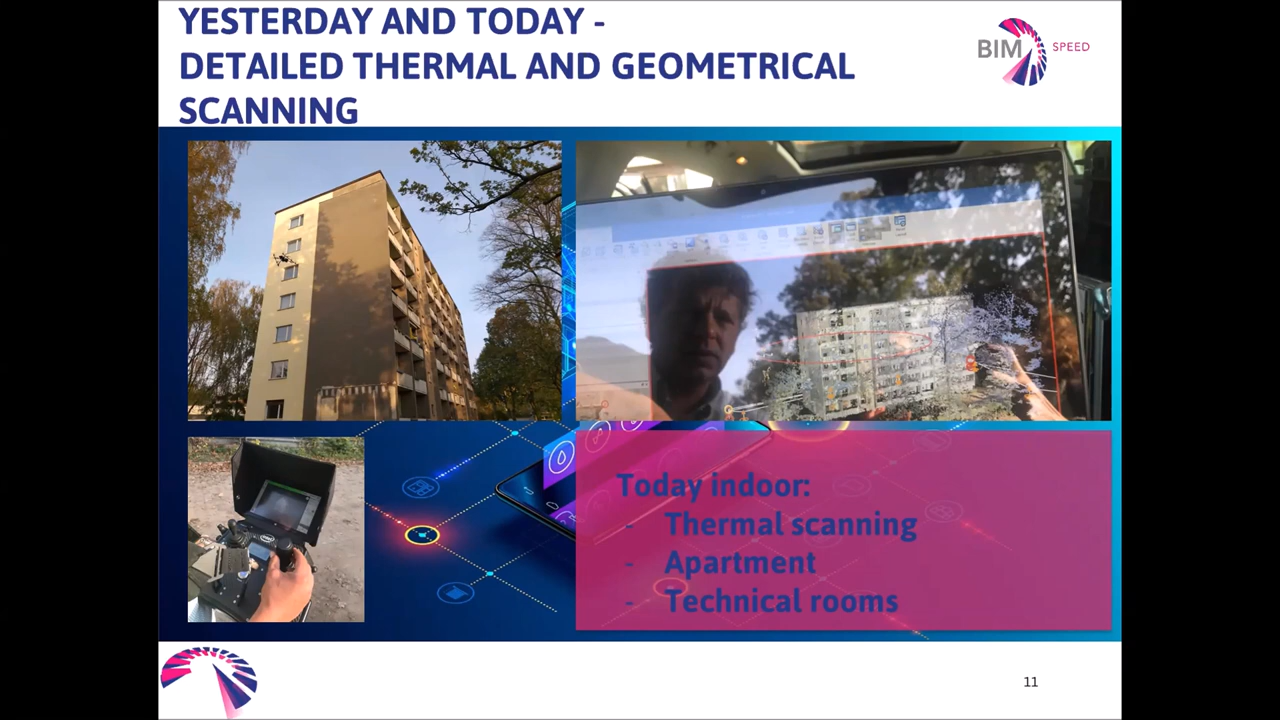 YESTERDAY AND TODAY -
DETAILED THERMAL AND GEOMETRICAL
SCANNING
BIM SPEED
Today indoor:
- Thermal scanning
- Apartment
- Technical rooms
11